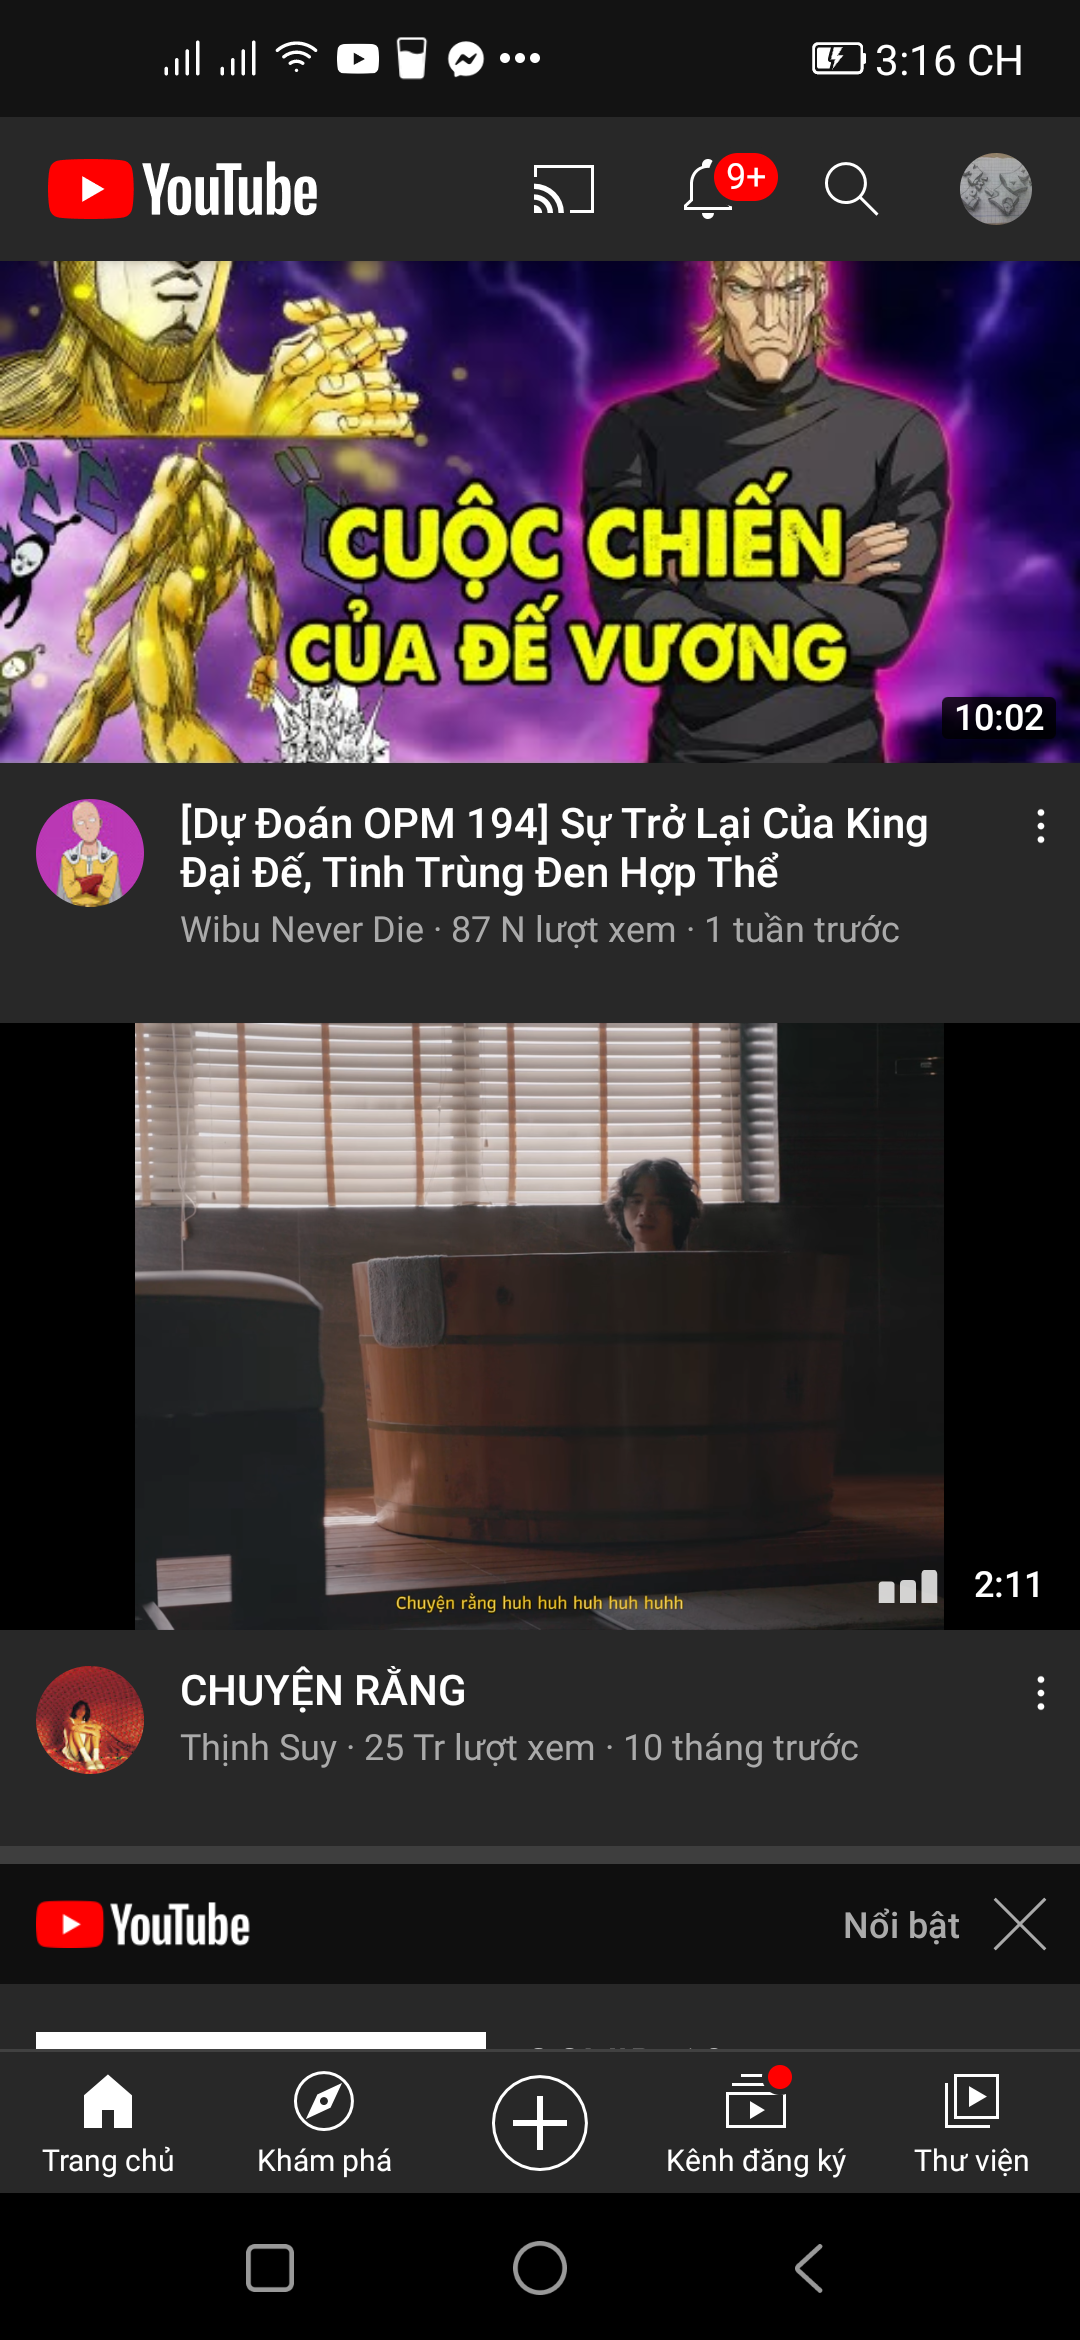 3:16 CH
YouTube
9+
CUỘC CHIẾN
CỦA ĐẾ VƯƠNG
10:02
[Dự Đoán OPM 194] Sự Trở Lại Của King
Đại Đế, Tinh Trùng Đen Hợp Thể
Wibu Never Die · 87 N lượt xem · 1 tuần trước
Chuyện rằng huh huh huh huh huhh
2:11
CHUYỆN RẰNG
Thịnh Suy · 25 Tr lượt xem · 10 tháng trước
YouTube
Nổi bật
Trang chủ
Khám phá
Kênh đăng ký
Thư viện